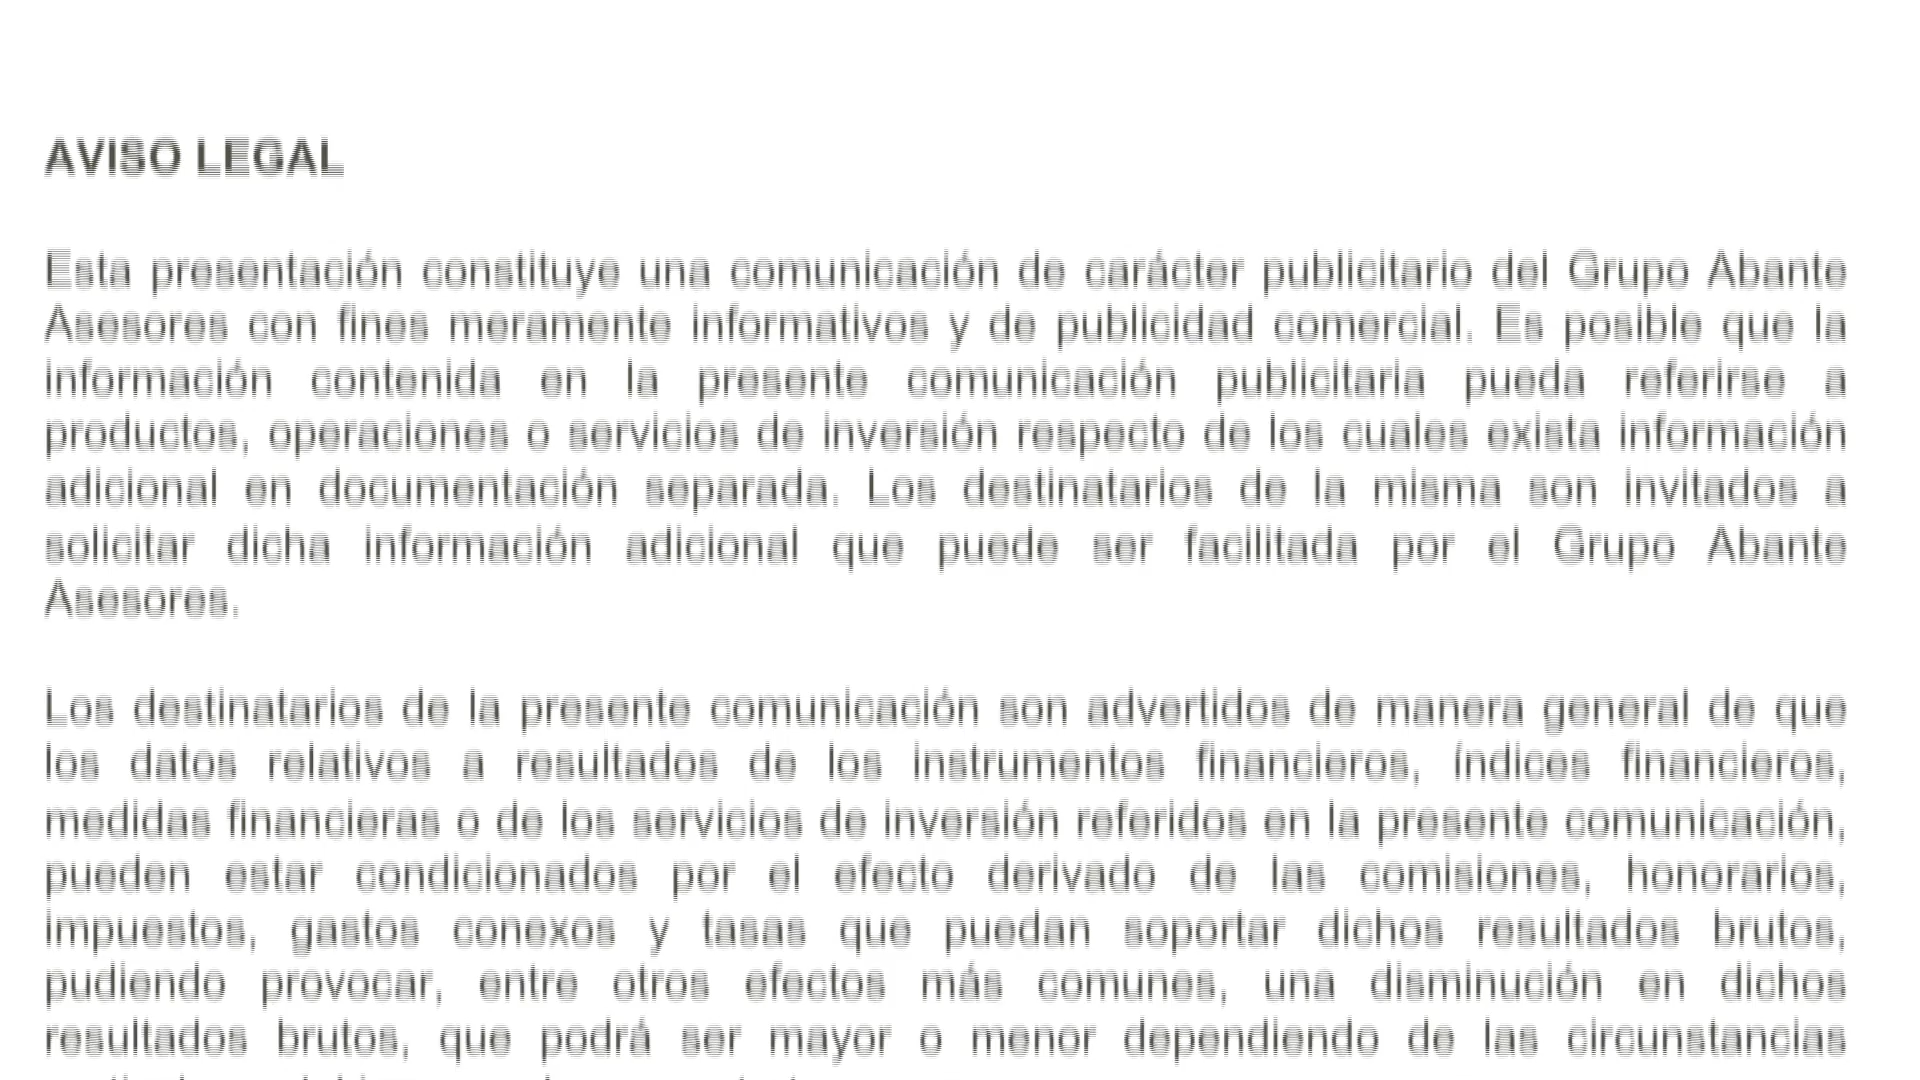 AVISO LEGAL
Esta presentación constituye una comunicación de carácter publicitario del Grupo Abante
Asesores con fines meramente informativos y de publicidad comercial. Es posible que la
información contenida en la presente comunicación publicitaria pueda referirse a
productos, operaciones o servicios de inversión respecto de los cuales exista información
adicional en documentación separada. Los destinatarios de la misma son invitados a
solicitar dicha información adicional que puede ser facilitada por el Grupo Abante
Asesores.
Los destinatarios de la presente comunicación son advertidos de manera general de que
los datos relativos a resultados de los instrumentos financieros, índices financieros,
medidas financieras o de los servicios de inversión referidos en la presente comunicación,
pueden estar condicionados por el efecto derivado de las comisiones, honorarios,
impuestos, gastos conexos y tasas que puedan soportar dichos resultados brutos,
pudiendo provocar, entre otros efectos más comunes, una disminución en dichos
resultados brutos, que podrá ser mayor o menor dependiendo de las circunstancias